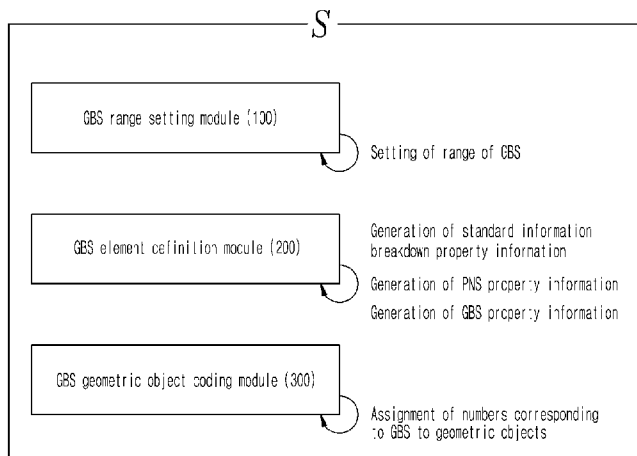 S
GBS range setting module (100)
Setting of range of GBS
GBS element definition module (200)
Generation of standard information
breakdown property information
Generation of PNS property information
Generation of GBS property information
GBS geometric object coding module (300)
Assignment of numbers corresponding
to GBS to geometric objects